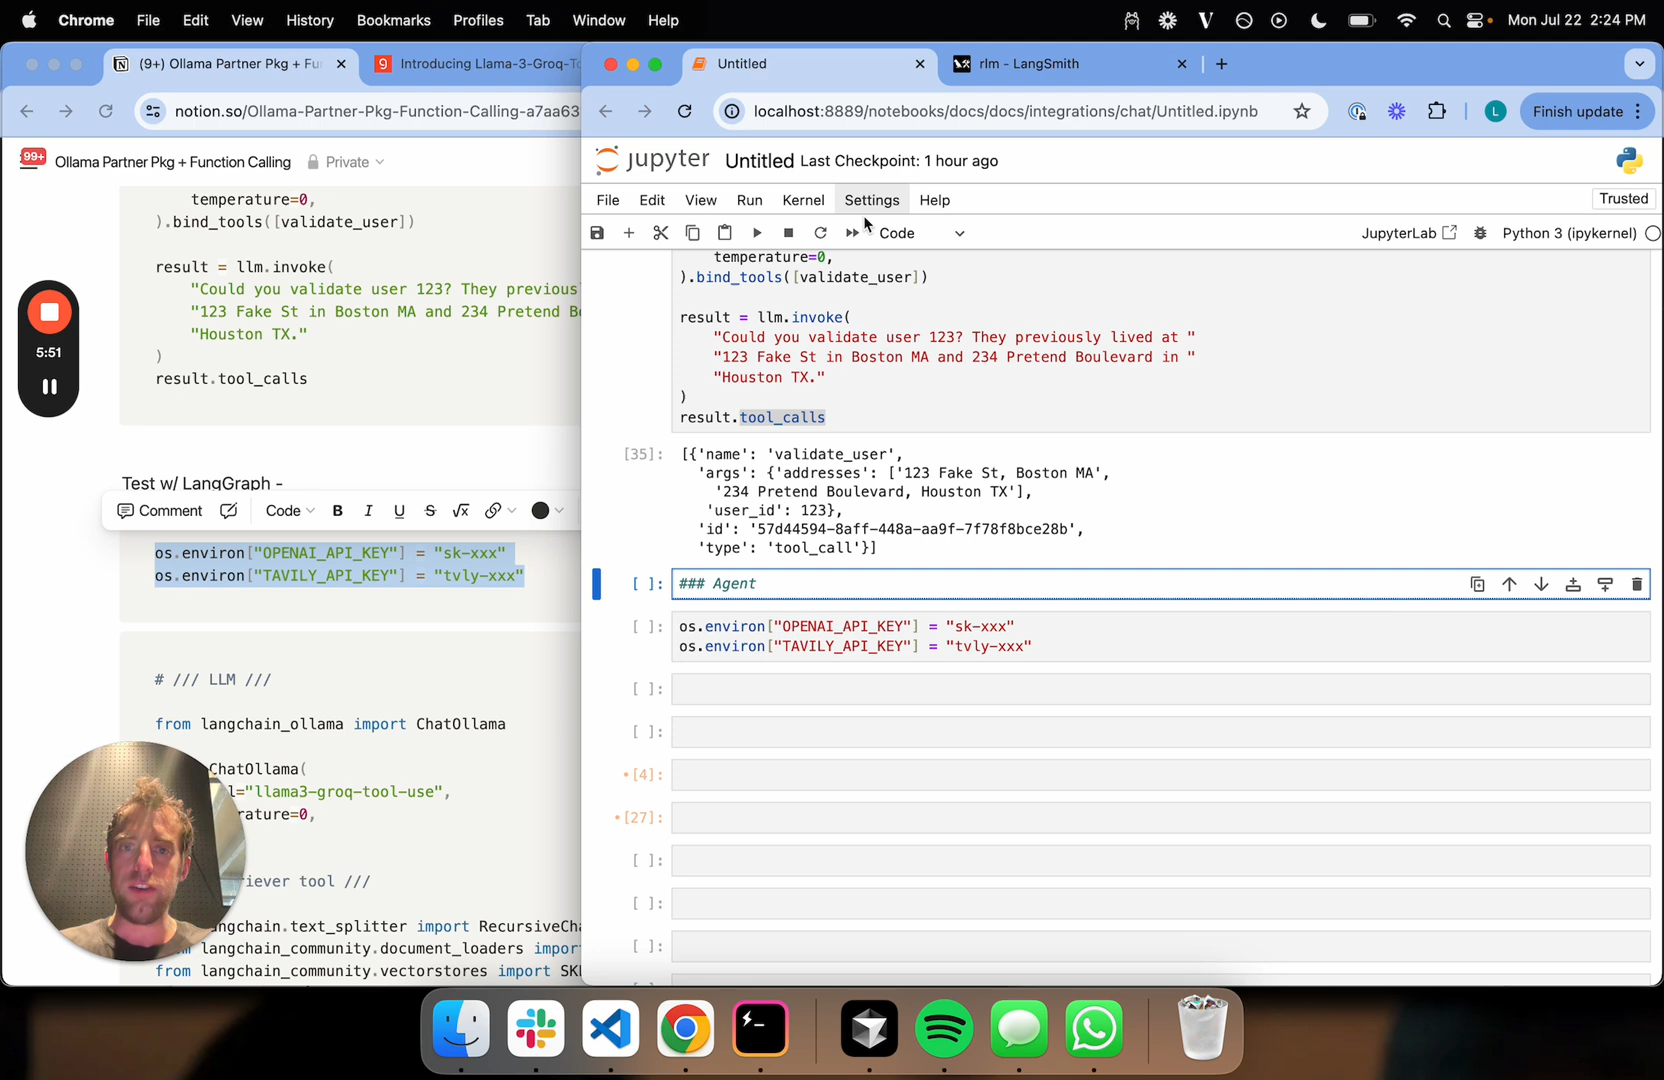 Chrome File Edit View History Bookmarks Profiles Tab Window Help
Mon Jul 22 2:24 PM
(9+) Ollama Partner Pkg + Fu
Introducing Llama-3-Groq-To
notion.so/Ollama-Partner-Pkg-Function-Calling-a7aa63
99+
Ollama Partner Pkg + Function Calling
Private
temperature=0,
).bind_tools([validate_user])
result = llm.invoke(
"Could you validate user 123? They previous
"123 Fake St in Boston MA and 234 Pretend B
"Houston TX."
)
result.tool_calls
5:51
Test w/ LangGraph -
Comment
Code
B
I
U
S
√x
os.environ["OPENAI_API_KEY"] = "sk-xxx"
os.environ["TAVILY_API_KEY"] = "tvly-xxx"
# /// LLM ///
from langchain_ollama import ChatOllama
ChatOllama(
l="llama3-groq-tool-use",
rature=0,
iever tool ///
angchain.text_splitter import RecursiveCha
langchain_community.document_loaders impor
from langchain_community.vectorstores import SK
Untitled
rlm - LangSmith
localhost:8889/notebooks/docs/docs/integrations/chat/Untitled.ipynb
L
Finish update
jupyter Untitled Last Checkpoint: 1 hour ago
File Edit View Run Kernel Settings Help
Trusted
Code
JupyterLab
Python 3 (ipykernel)
temperature=0,
).bind_tools([validate_user])
result = llm.invoke(
"Could you validate user 123? They previously lived at "
"123 Fake St in Boston MA and 234 Pretend Boulevard in "
"Houston TX."
)
result.tool_calls
[35]: [{'name': 'validate_user',
'args': {'addresses': ['123 Fake St, Boston MA',
'234 Pretend Boulevard, Houston TX'],
'user_id': 123},
'id': '57d44594-8aff-448a-aa9f-7f78f8bce28b',
'type': 'tool_call'}]
[ ]: ### Agent
[ ]: os.environ["OPENAI_API_KEY"] = "sk-xxx"
os.environ["TAVILY_API_KEY"] = "tvly-xxx"
[ ]:
[ ]:
•[4]:
•[27]:
[ ]:
[ ]:
[ ]: